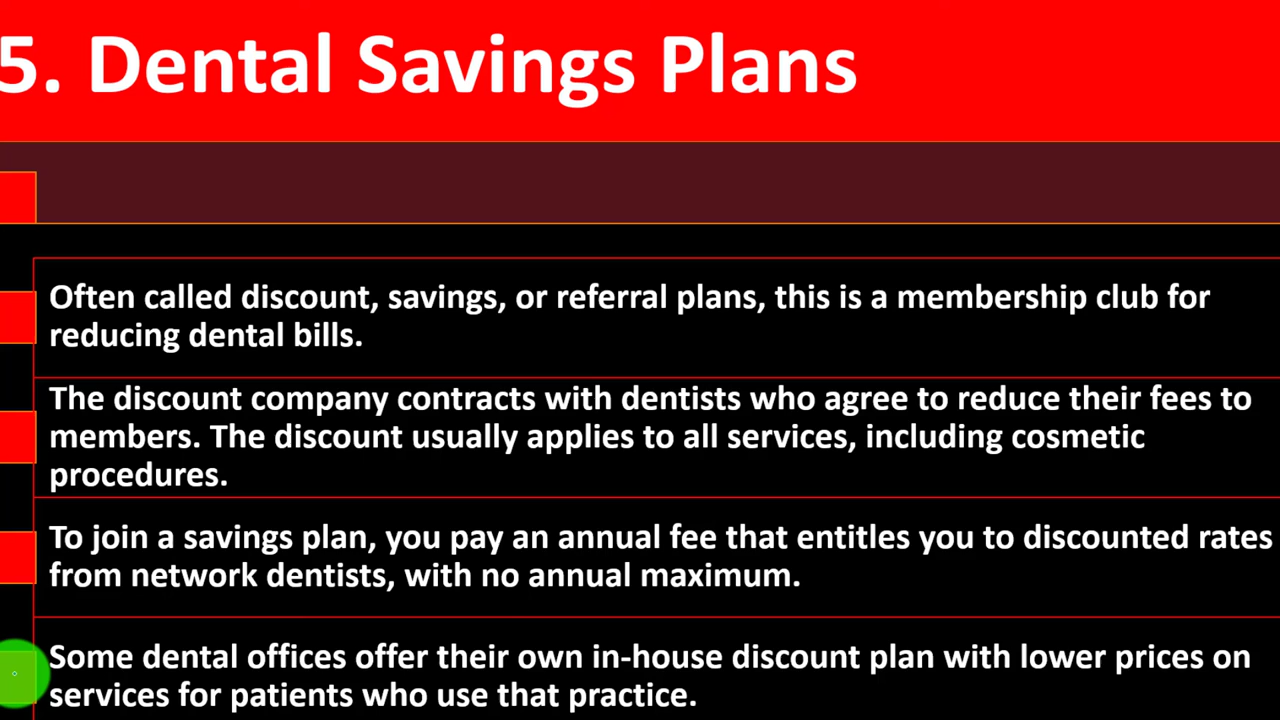 5. Dental Savings Plans
Often called discount, savings, or referral plans, this is a membership club for
reducing dental bills.
The discount company contracts with dentists who agree to reduce their fees to
members. The discount usually applies to all services, including cosmetic
procedures.
To join a savings plan, you pay an annual fee that entitles you to discounted rates
from network dentists, with no annual maximum.
Some dental offices offer their own in-house discount plan with lower prices on
services for patients who use that practice.